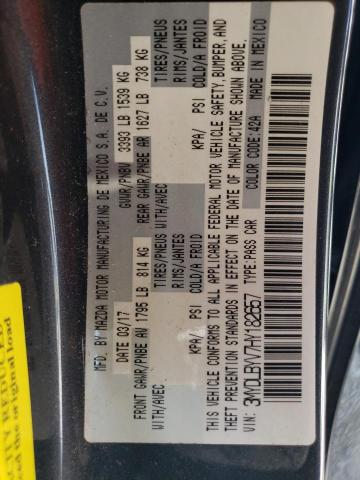 MFD. BY MAZDA MOTOR MANUFACTURING DE MEXICO S.A. DE C.V.
DATE 03/17 GVWR/PNBV 3393 LB 1539 KG
FRONT GAWR/PNBE AV 1795 LB 814 KG REAR GAWR/PNBE AR 1627 LB 738 KG
WITH/AVEC TIRES/PNEUS WITH/AVEC TIRES/PNEUS
RIMS/JANTES RIMS/JANTES
KPA/ PSI COLD/A FROID KPA/ PSI COLD/A FROID
THIS VEHICLE CONFORMS TO ALL APPLICABLE FEDERAL MOTOR VEHICLE SAFETY, BUMPER, AND
THEFT PREVENTION STANDARDS IN EFFECT ON THE DATE OF MANUFACTURE SHOWN ABOVE.
VIN: 3MYDLBYV7HY182667 TYPE:PASS CAR COLOR CODE:42A MADE IN MEXICO
the original load